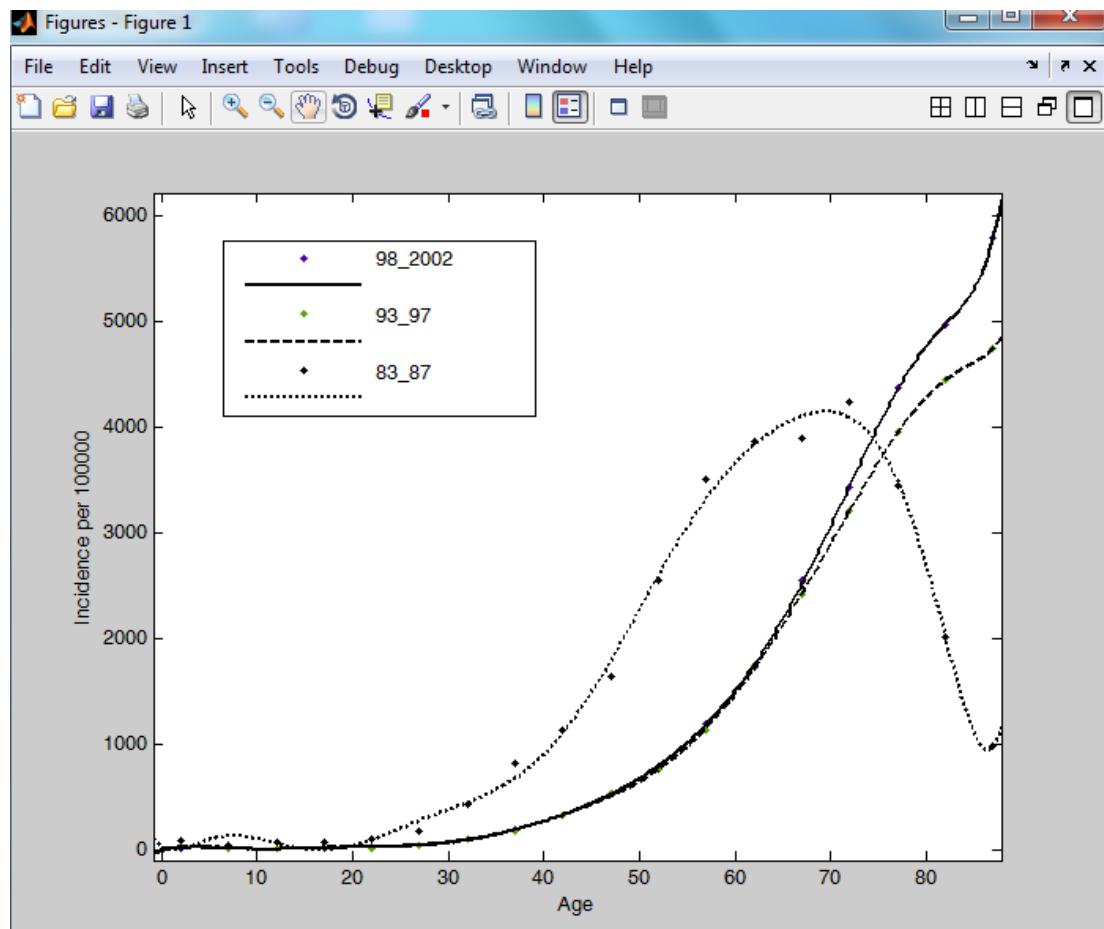 Figures - Figure 1
File Edit View Insert Tools Debug Desktop Window Help
6000
5000
4000
3000
2000
1000
0
98_2002
93_97
83_87
Incidence per 100000
0 10 20 30 40 50 60 70 80
Age